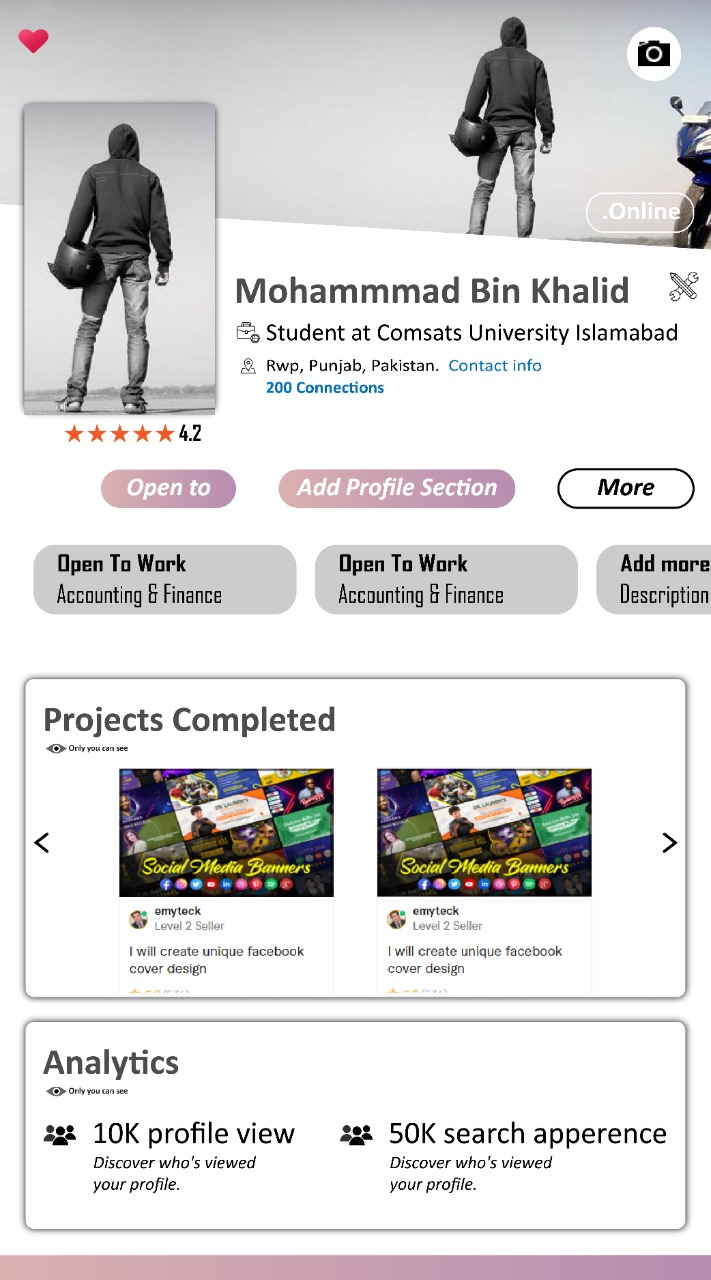 .Online
Mohammmad Bin Khalid
Student at Comsats University Islamabad
Rwp, Punjab, Pakistan. Contact info
200 Connections
4.2
Open to
Add Profile Section
More
Open To Work
Accounting & Finance
Open To Work
Accounting & Finance
Add more
Description
Projects Completed
Only you can see
DR. LAUREN'S
Social Media Banners
emyteck
Level 2 Seller
I will create unique facebook
cover design
DR. LAUREN'S
Social Media Banners
emyteck
Level 2 Seller
I will create unique facebook
cover design
Analytics
Only you can see
10K profile view
Discover who's viewed
your profile.
50K search apperence
Discover who's viewed
your profile.